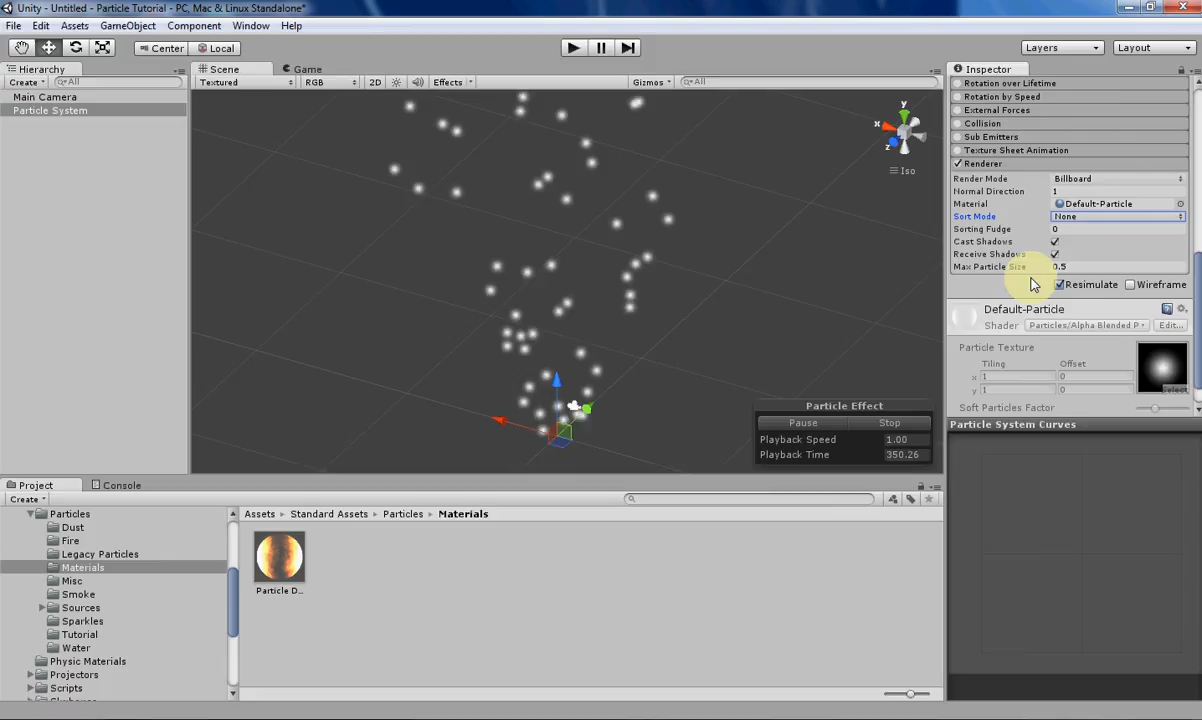 Unity - Untitled - Particle Tutorial - PC, Mac & Linux Standalone*
File Edit Assets GameObject Component Window Help
Center Local Layers Layout
Hierarchy
Create All
Main Camera
Particle System
Scene Game
Textured RGB 2D Effects Gizmos All
y
x
z
Iso
Particle Effect
Pause Stop
Playback Speed 1.00
Playback Time 350.26
Inspector
Rotation over Lifetime
Rotation by Speed
External Forces
Collision
Sub Emitters
Texture Sheet Animation
Renderer
Render Mode Billboard
Normal Direction 1
Material Default-Particle
Sort Mode None
Sorting Fudge 0
Cast Shadows
Receive Shadows
Max Particle Size 0.5
Resimulate Wireframe
Default-Particle
Shader Particles/Alpha Blended P Edit...
Particle Texture
Tiling Offset
x 1 0
y 1 0
Select
Soft Particles Factor
Particle System Curves
Project Console
Create
Particles
Dust
Fire
Legacy Particles
Materials
Misc
Smoke
Sources
Sparkles
Tutorial
Water
Physic Materials
Projectors
Scripts
Assets Standard Assets Particles Materials
Particle D...